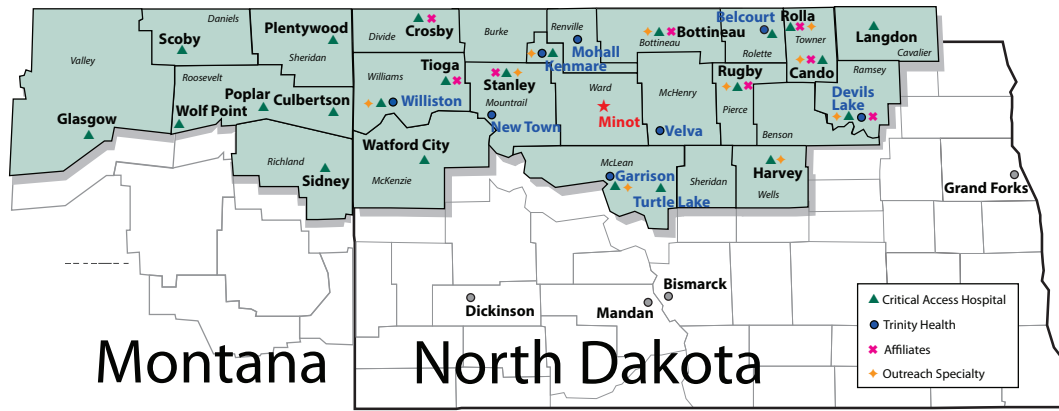 Daniels
Scoby
Plentywood
Sheridan
Valley
Roosevelt
Poplar
Wolf Point
Culbertson
Glasgow
Richland
Sidney
Divide
Crosby
Burke
Renville
Mohall
Kenmare
Bottineau
Bottineau
Belcourt
Rolette
Rolla
Towner
Cando
Langdon
Cavalier
Ramsey
Devils
Lake
Williams
Tioga
Williston
Stanley
Mountrail
New Town
Ward
Minot
McHenry
Velva
Rugby
Pierce
Benson
Watford City
McKenzie
McLean
Garrison
Turtle Lake
Sheridan
Harvey
Wells
Grand Forks
Dickinson
Mandan
Bismarck
Montana
North Dakota
Critical Access Hospital
Trinity Health
Affiliates
Outreach Specialty